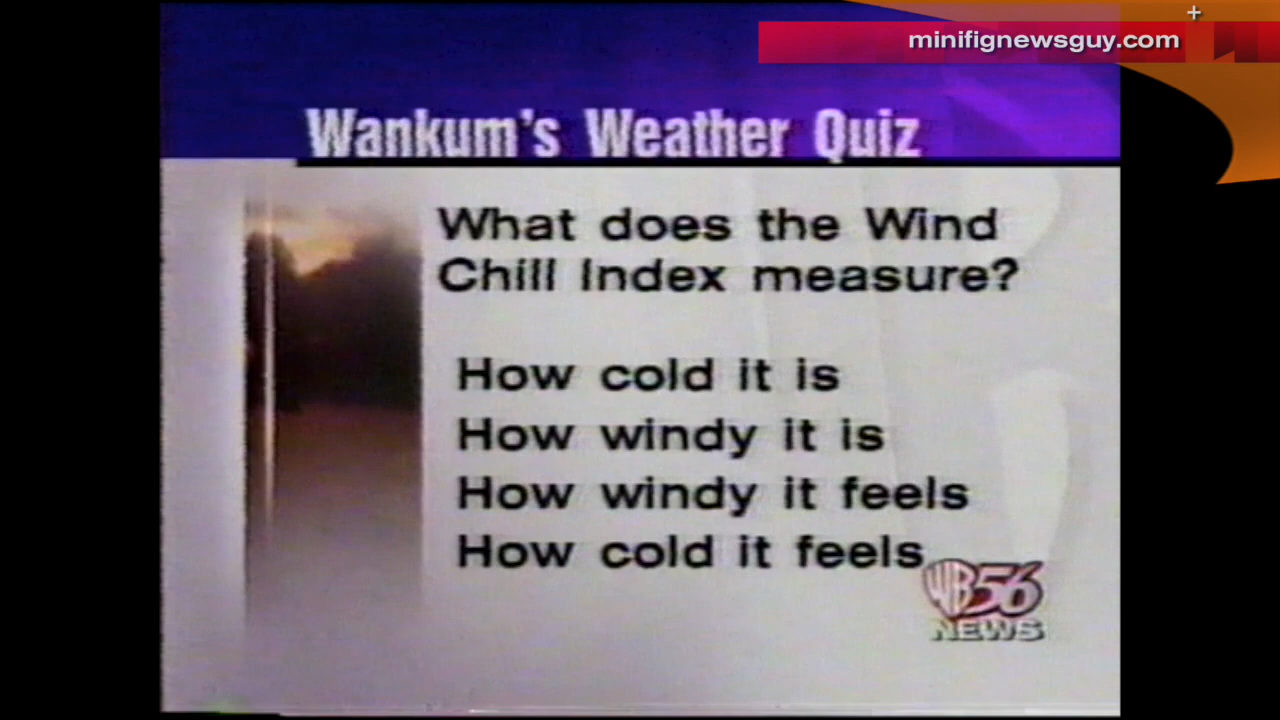 minifignewsguy.com
Wankum's Weather Quiz
What does the Wind
Chill Index measure?
How cold it is
How windy it is
How windy it feels
How cold it feels
WB56
NEWS